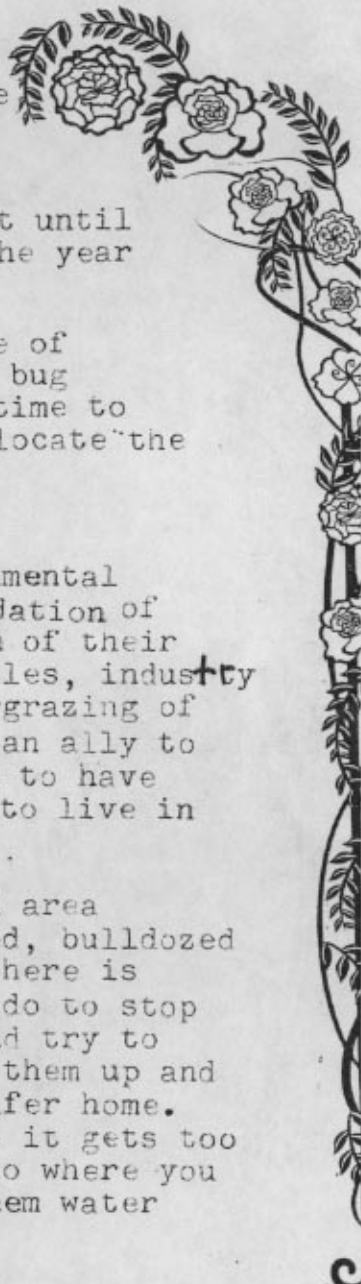 t until
he year
e of
bug
time to
locate the
mental
dation of
n of their
les, industry
rgrazing of
an ally to
to have
to live in
.
area
d, bulldozed
here is
do to stop
nd try to
them up and
fer home.
it gets too
o where you
em water